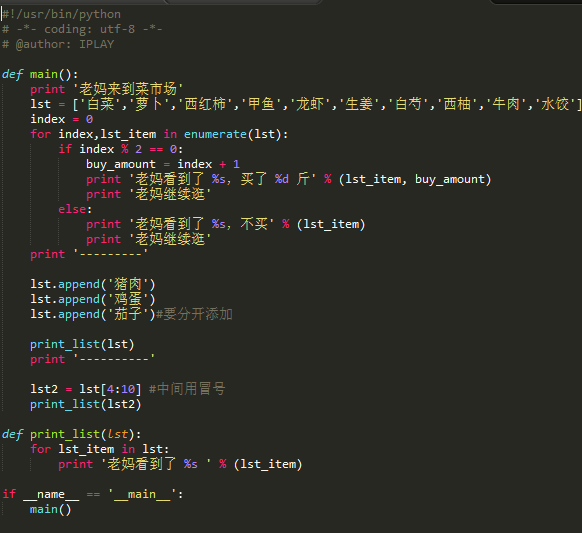 #!/usr/bin/python
# -*- coding: utf-8 -*-
# @author: IPLAY
def main():
print '老妈来到菜市场'
lst = ['白菜','萝卜','西红柿','甲鱼','龙虾','生姜','白芍','西柚','牛肉','水饺']
index = 0
for index,lst_item in enumerate(lst):
if index % 2 == 0:
buy_amount = index + 1
print '老妈看到了 %s，买了 %d 斤' % (lst_item, buy_amount)
print '老妈继续逛'
else:
print '老妈看到了 %s，不买' % (lst_item)
print '老妈继续逛'
print '---------'
lst.append('猪肉')
lst.append('鸡蛋')
lst.append('茄子')#要分开添加
print_list(lst)
print '----------'
lst2 = lst[4:10] #中间用冒号
print_list(lst2)
def print_list(lst):
for lst_item in lst:
print '老妈看到了 %s ' % (lst_item)
if __name__ == '__main__':
main()